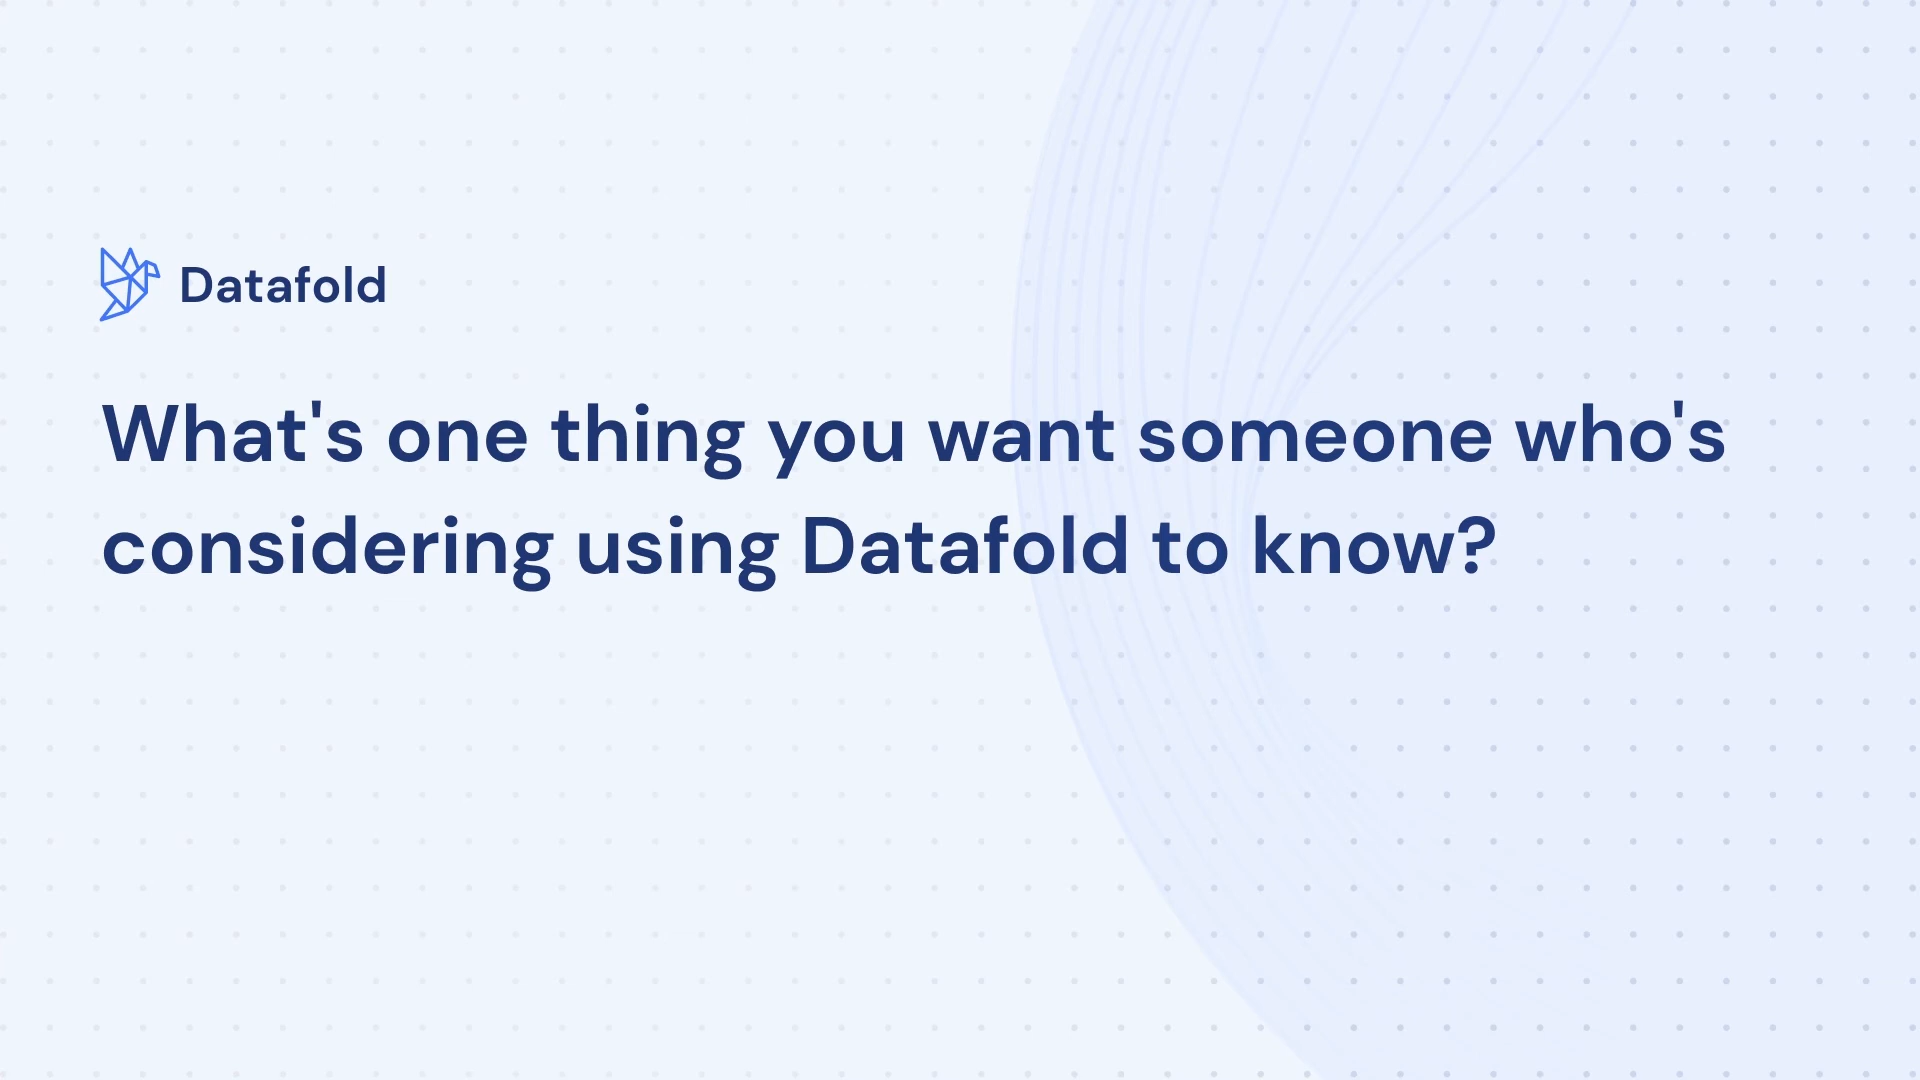 Datafold
What's one thing you want someone who's
considering using Datafold to know?